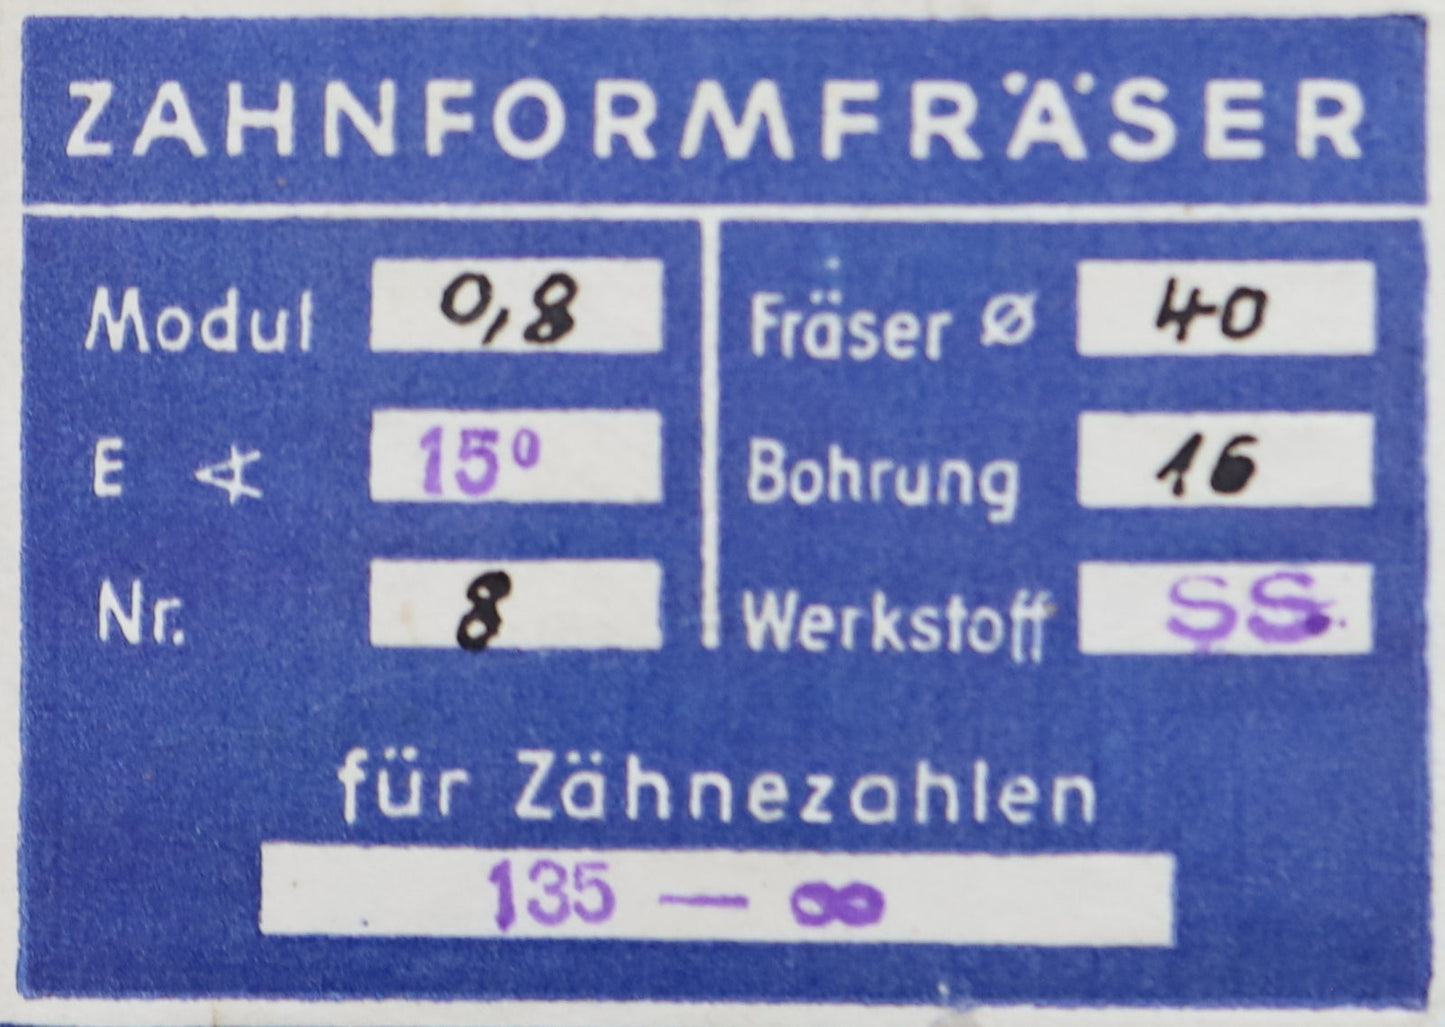 ZAHNFORMFRÄSER
Modul 0,8
E ∢ 15°
Nr. 8
Fräser Ø 40
Bohrung 16
Werkstoff SS
für Zähnezahlen
135 — ∞